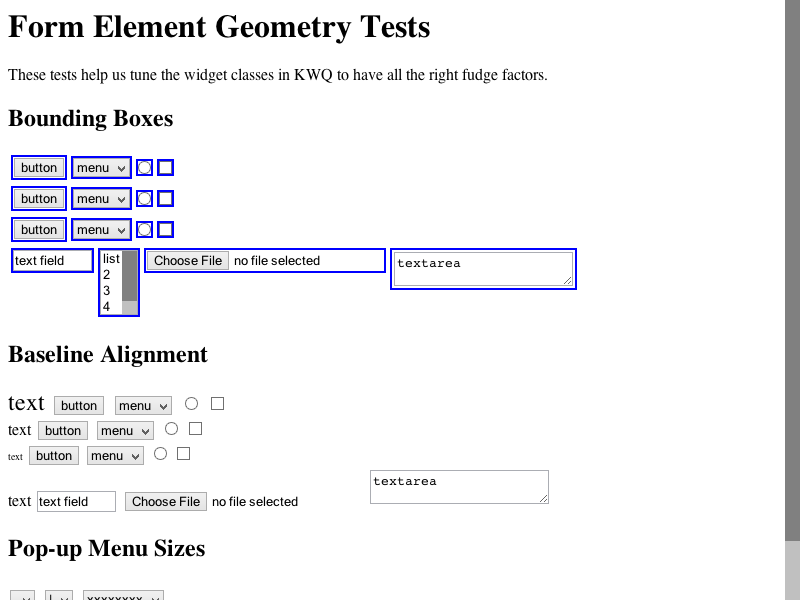 Form Element Geometry Tests
These tests help us tune the widget classes in KWQ to have all the right fudge factors.
Bounding Boxes
button menu
button menu
button menu
text field list Choose File no file selected textarea
2
3
4
Baseline Alignment
text button menu
text button menu
text button menu
text text field Choose File no file selected textarea
Pop-up Menu Sizes
l xxxxxxxx